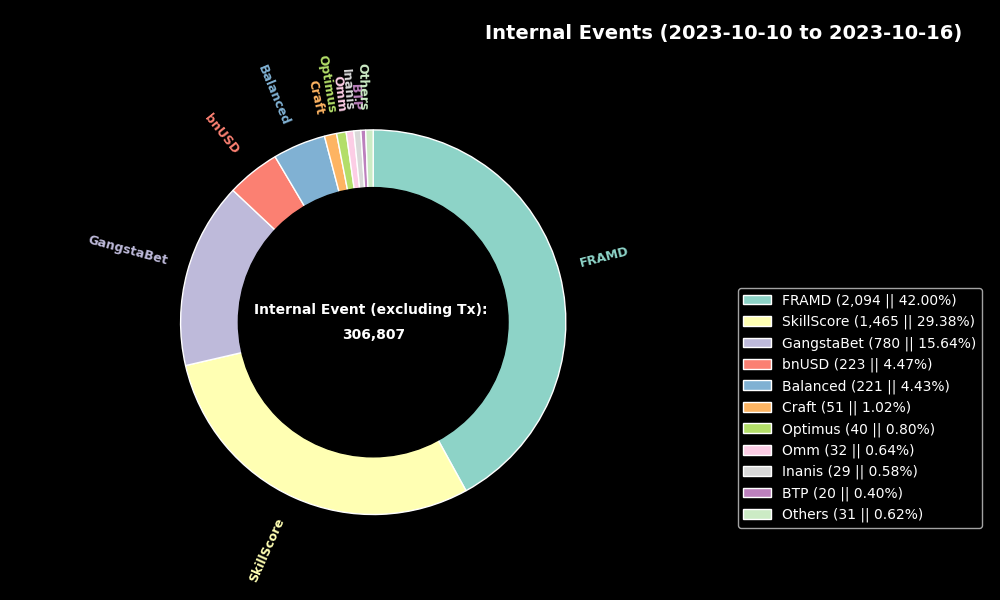 Internal Events (2023-10-10 to 2023-10-16)
Balanced
Optimus
Craft
Omm
Inanis
BTP
Others
bnUSD
GangstaBet
FRAMD
SkillScore
Internal Event (excluding Tx):
306,807
FRAMD (2,094 || 42.00%)
SkillScore (1,465 || 29.38%)
GangstaBet (780 || 15.64%)
bnUSD (223 || 4.47%)
Balanced (221 || 4.43%)
Craft (51 || 1.02%)
Optimus (40 || 0.80%)
Omm (32 || 0.64%)
Inanis (29 || 0.58%)
BTP (20 || 0.40%)
Others (31 || 0.62%)